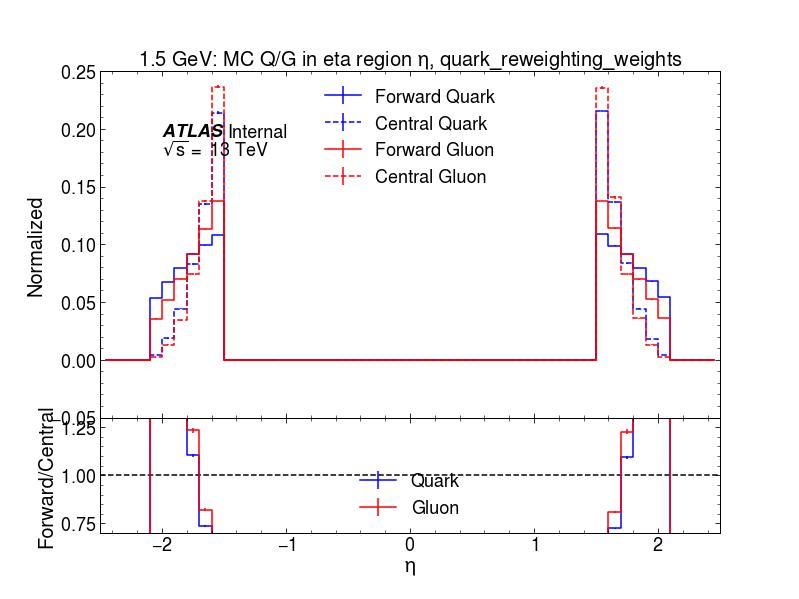 1.5 GeV: MC Q/G in eta region η, quark_reweighting_weights
Normalized
0.25
0.20
0.15
0.10
0.05
0.00
−0.05
ATLAS Internal
√s = 13 TeV
Forward Quark
Central Quark
Forward Gluon
Central Gluon
Forward/Central
1.25
1.00
0.75
Quark
Gluon
−2 −1 0 1 2
η